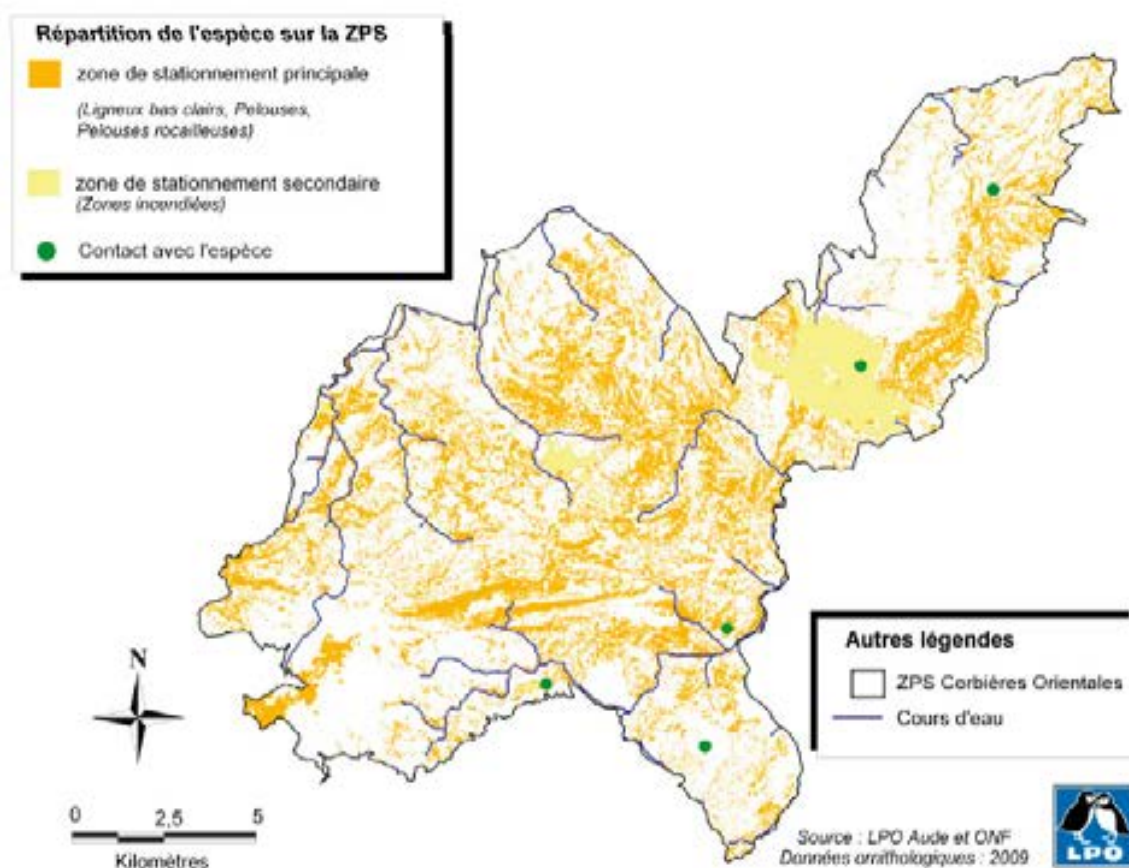 Répartition de l'espèce sur la ZPS
zone de stationnement principale
(Ligneux bas clairs, Pelouses,
Pelouses rocailleuses)
zone de stationnement secondaire
(Zones incendiées)
Contact avec l'espèce
N
Autres légendes
ZPS Corbières Orientales
Cours d'eau
0 2,5 5
Kilomètres
Source : LPO Aude et ONF
Données ornithologiques : 2009
LPO